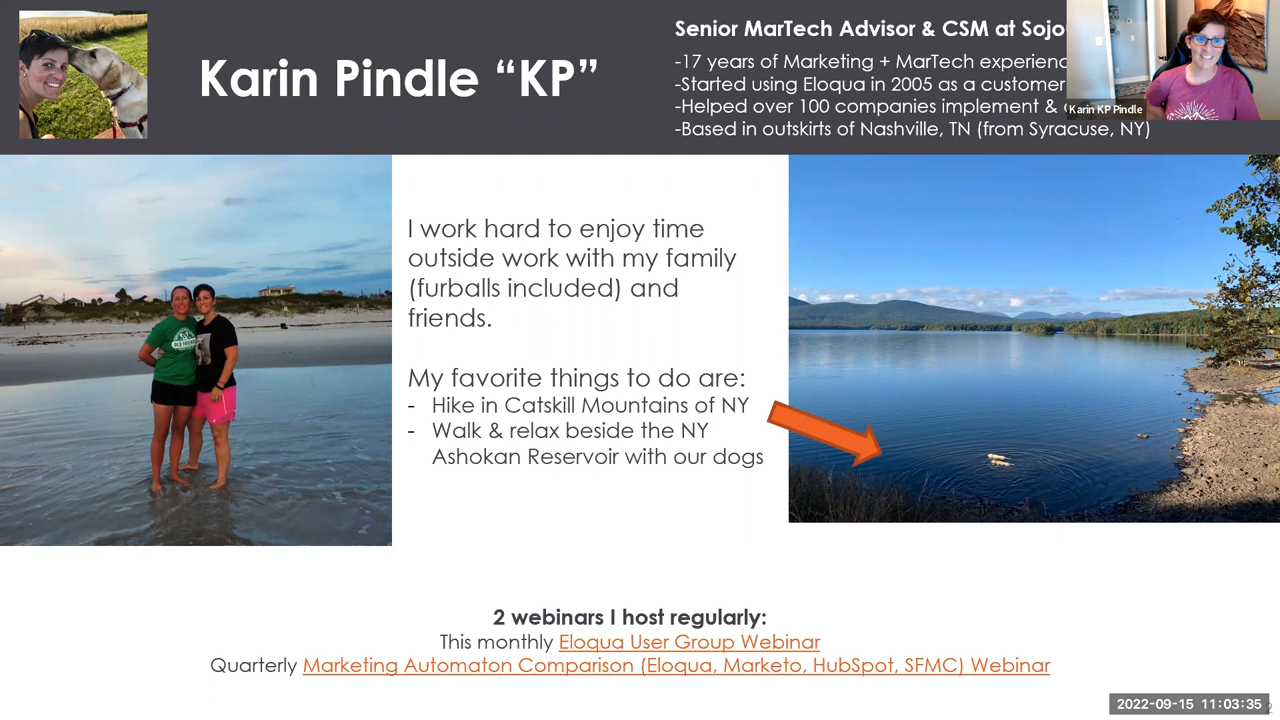 Karin Pindle “KP”
Senior MarTech Advisor & CSM at
-17 years of Marketing + MarTech
-Started using Eloqua in 2005 as a customer
-Helped over 100 companies implement &
-Based in outskirts of Nashville, TN (from Syracuse, NY)
Karin KP Pindle
I work hard to enjoy time
outside work with my family
(furballs included) and
friends.
My favorite things to do are:
- Hike in Catskill Mountains of NY
- Walk & relax beside the NY
Ashokan Reservoir with our dogs
2 webinars I host regularly:
This monthly Eloqua User Group Webinar
Quarterly Marketing Automaton Comparison (Eloqua, Marketo, HubSpot, SFMC) Webinar
2022-09-15 11:03:35